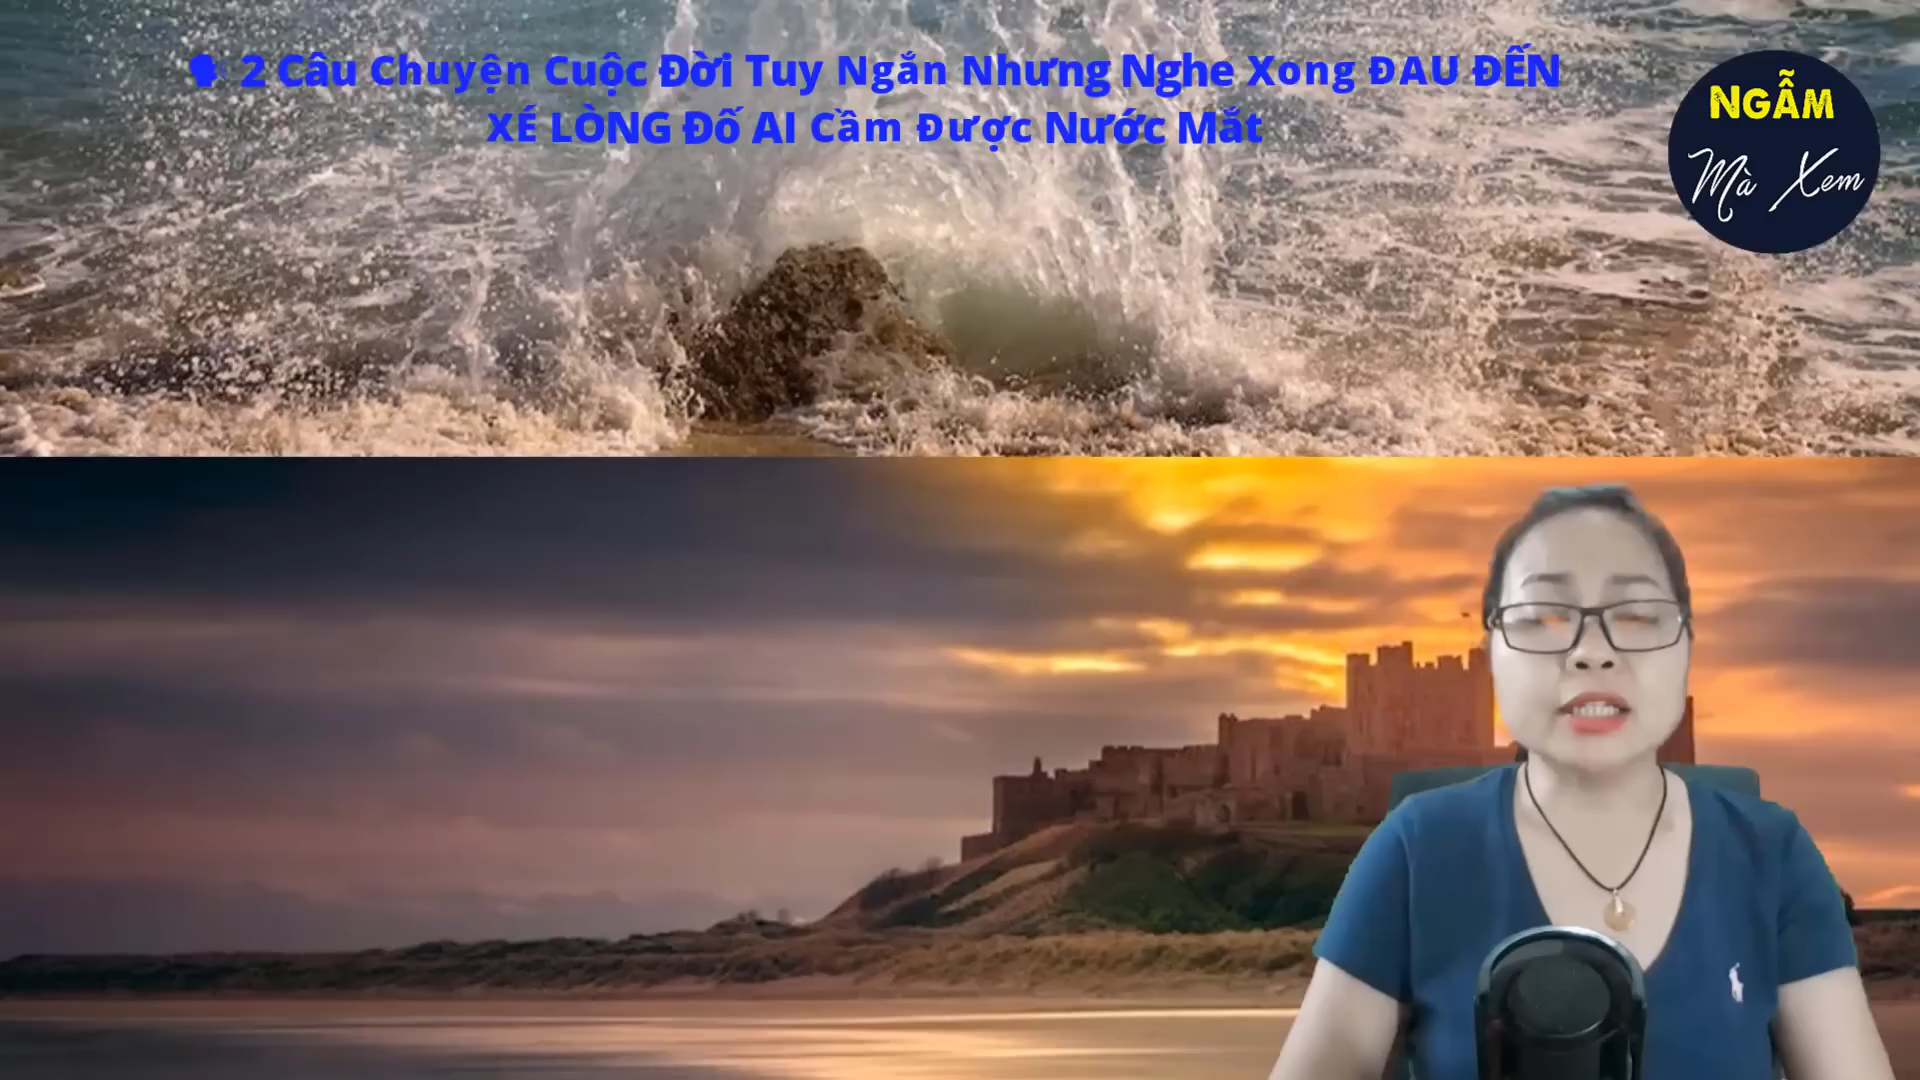 🗣 2 Câu Chuyện Cuộc Đời Tuy Ngắn Nhưng Nghe Xong ĐAU ĐẾN
XÉ LÒNG Đố AI Cầm Được Nước Mắt
NGẪM
Mà Xem